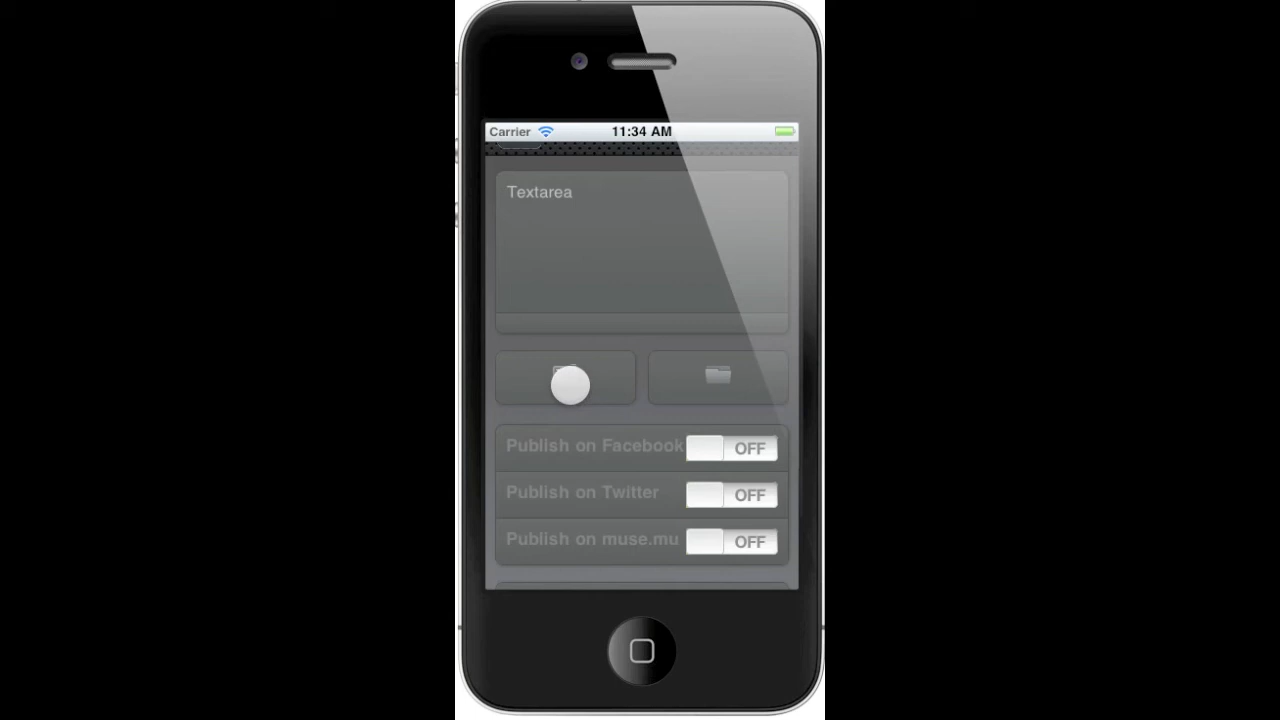 Carrier 11:34 AM
Textarea
Publish on Facebook OFF
Publish on Twitter OFF
Publish on muse.mu OFF